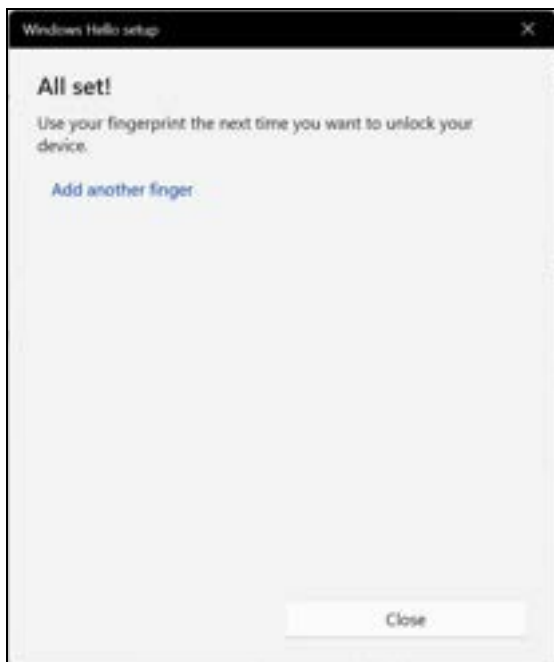 Windows Hello setup
All set!
Use your fingerprint the next time you want to unlock your
device.
Add another finger
Close